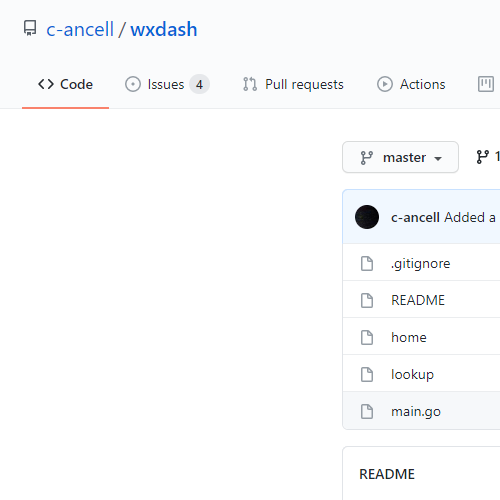 c-ancell / wxdash
Code Issues 4 Pull requests Actions
master 1
c-ancell Added a
.gitignore
README
home
lookup
main.go
README